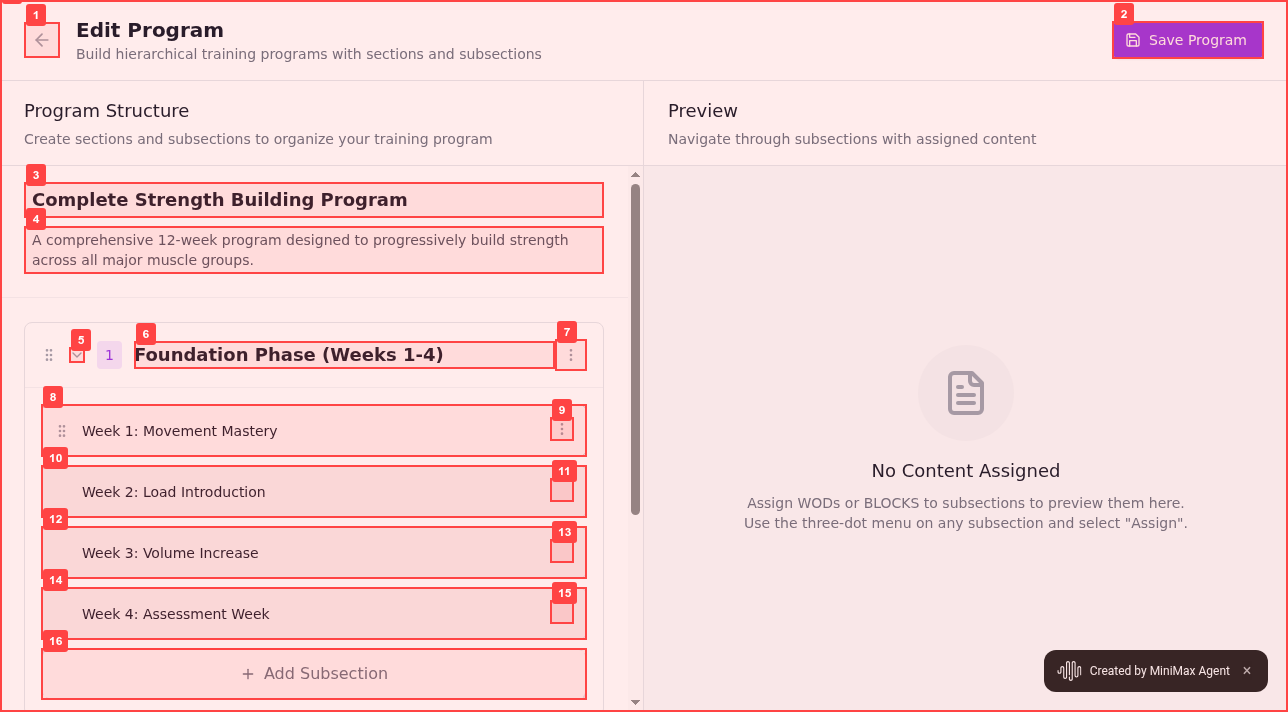 1
Edit Program
Build hierarchical training programs with sections and subsections
2
Save Program
Program Structure
Create sections and subsections to organize your training program
Preview
Navigate through subsections with assigned content
3
Complete Strength Building Program
4
A comprehensive 12-week program designed to progressively build strength
across all major muscle groups.
5
6
7
1
Foundation Phase (Weeks 1-4)
8
9
Week 1: Movement Mastery
10
11
Week 2: Load Introduction
12
13
Week 3: Volume Increase
14
15
Week 4: Assessment Week
16
+ Add Subsection
No Content Assigned
Assign WODs or BLOCKS to subsections to preview them here.
Use the three-dot menu on any subsection and select "Assign".
Created by MiniMax Agent ×